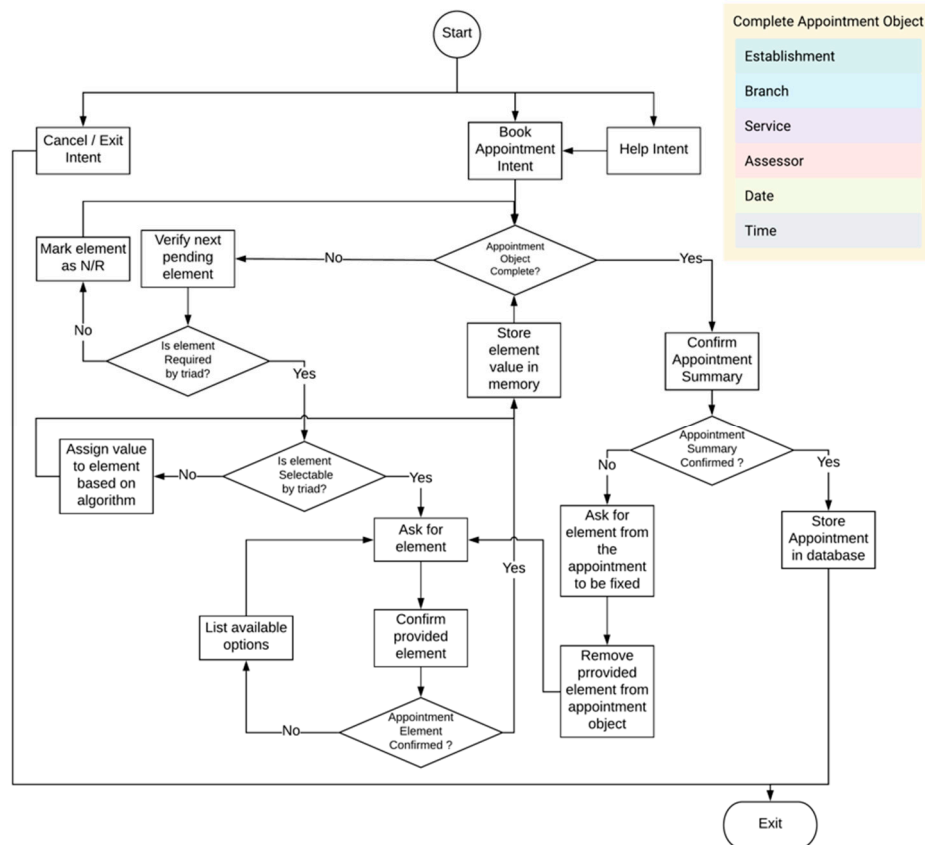 Start
Complete Appointment Object
Establishment
Branch
Service
Assessor
Date
Time
Cancel / Exit
Intent
Book
Appointment
Intent
Help Intent
Mark element
as N/R
Verify next
pending
element
No
Appointment
Object
Complete?
Yes
No
Is element
Required
by triad?
Yes
Store
element
value in
memory
Confirm
Appointment
Summary
Assign value
to element
based on
algorithm
No
Is element
Selectable
by triad?
Yes
Appointment
Summary
Confirmed ?
No
Yes
Ask for
element
Ask for
element from
the
appointment
to be fixed
Store
Appointment
in database
Yes
List available
options
Confirm
provided
element
Remove
prrovided
element from
appointment
object
No
Appointment
Element
Confirmed ?
Exit